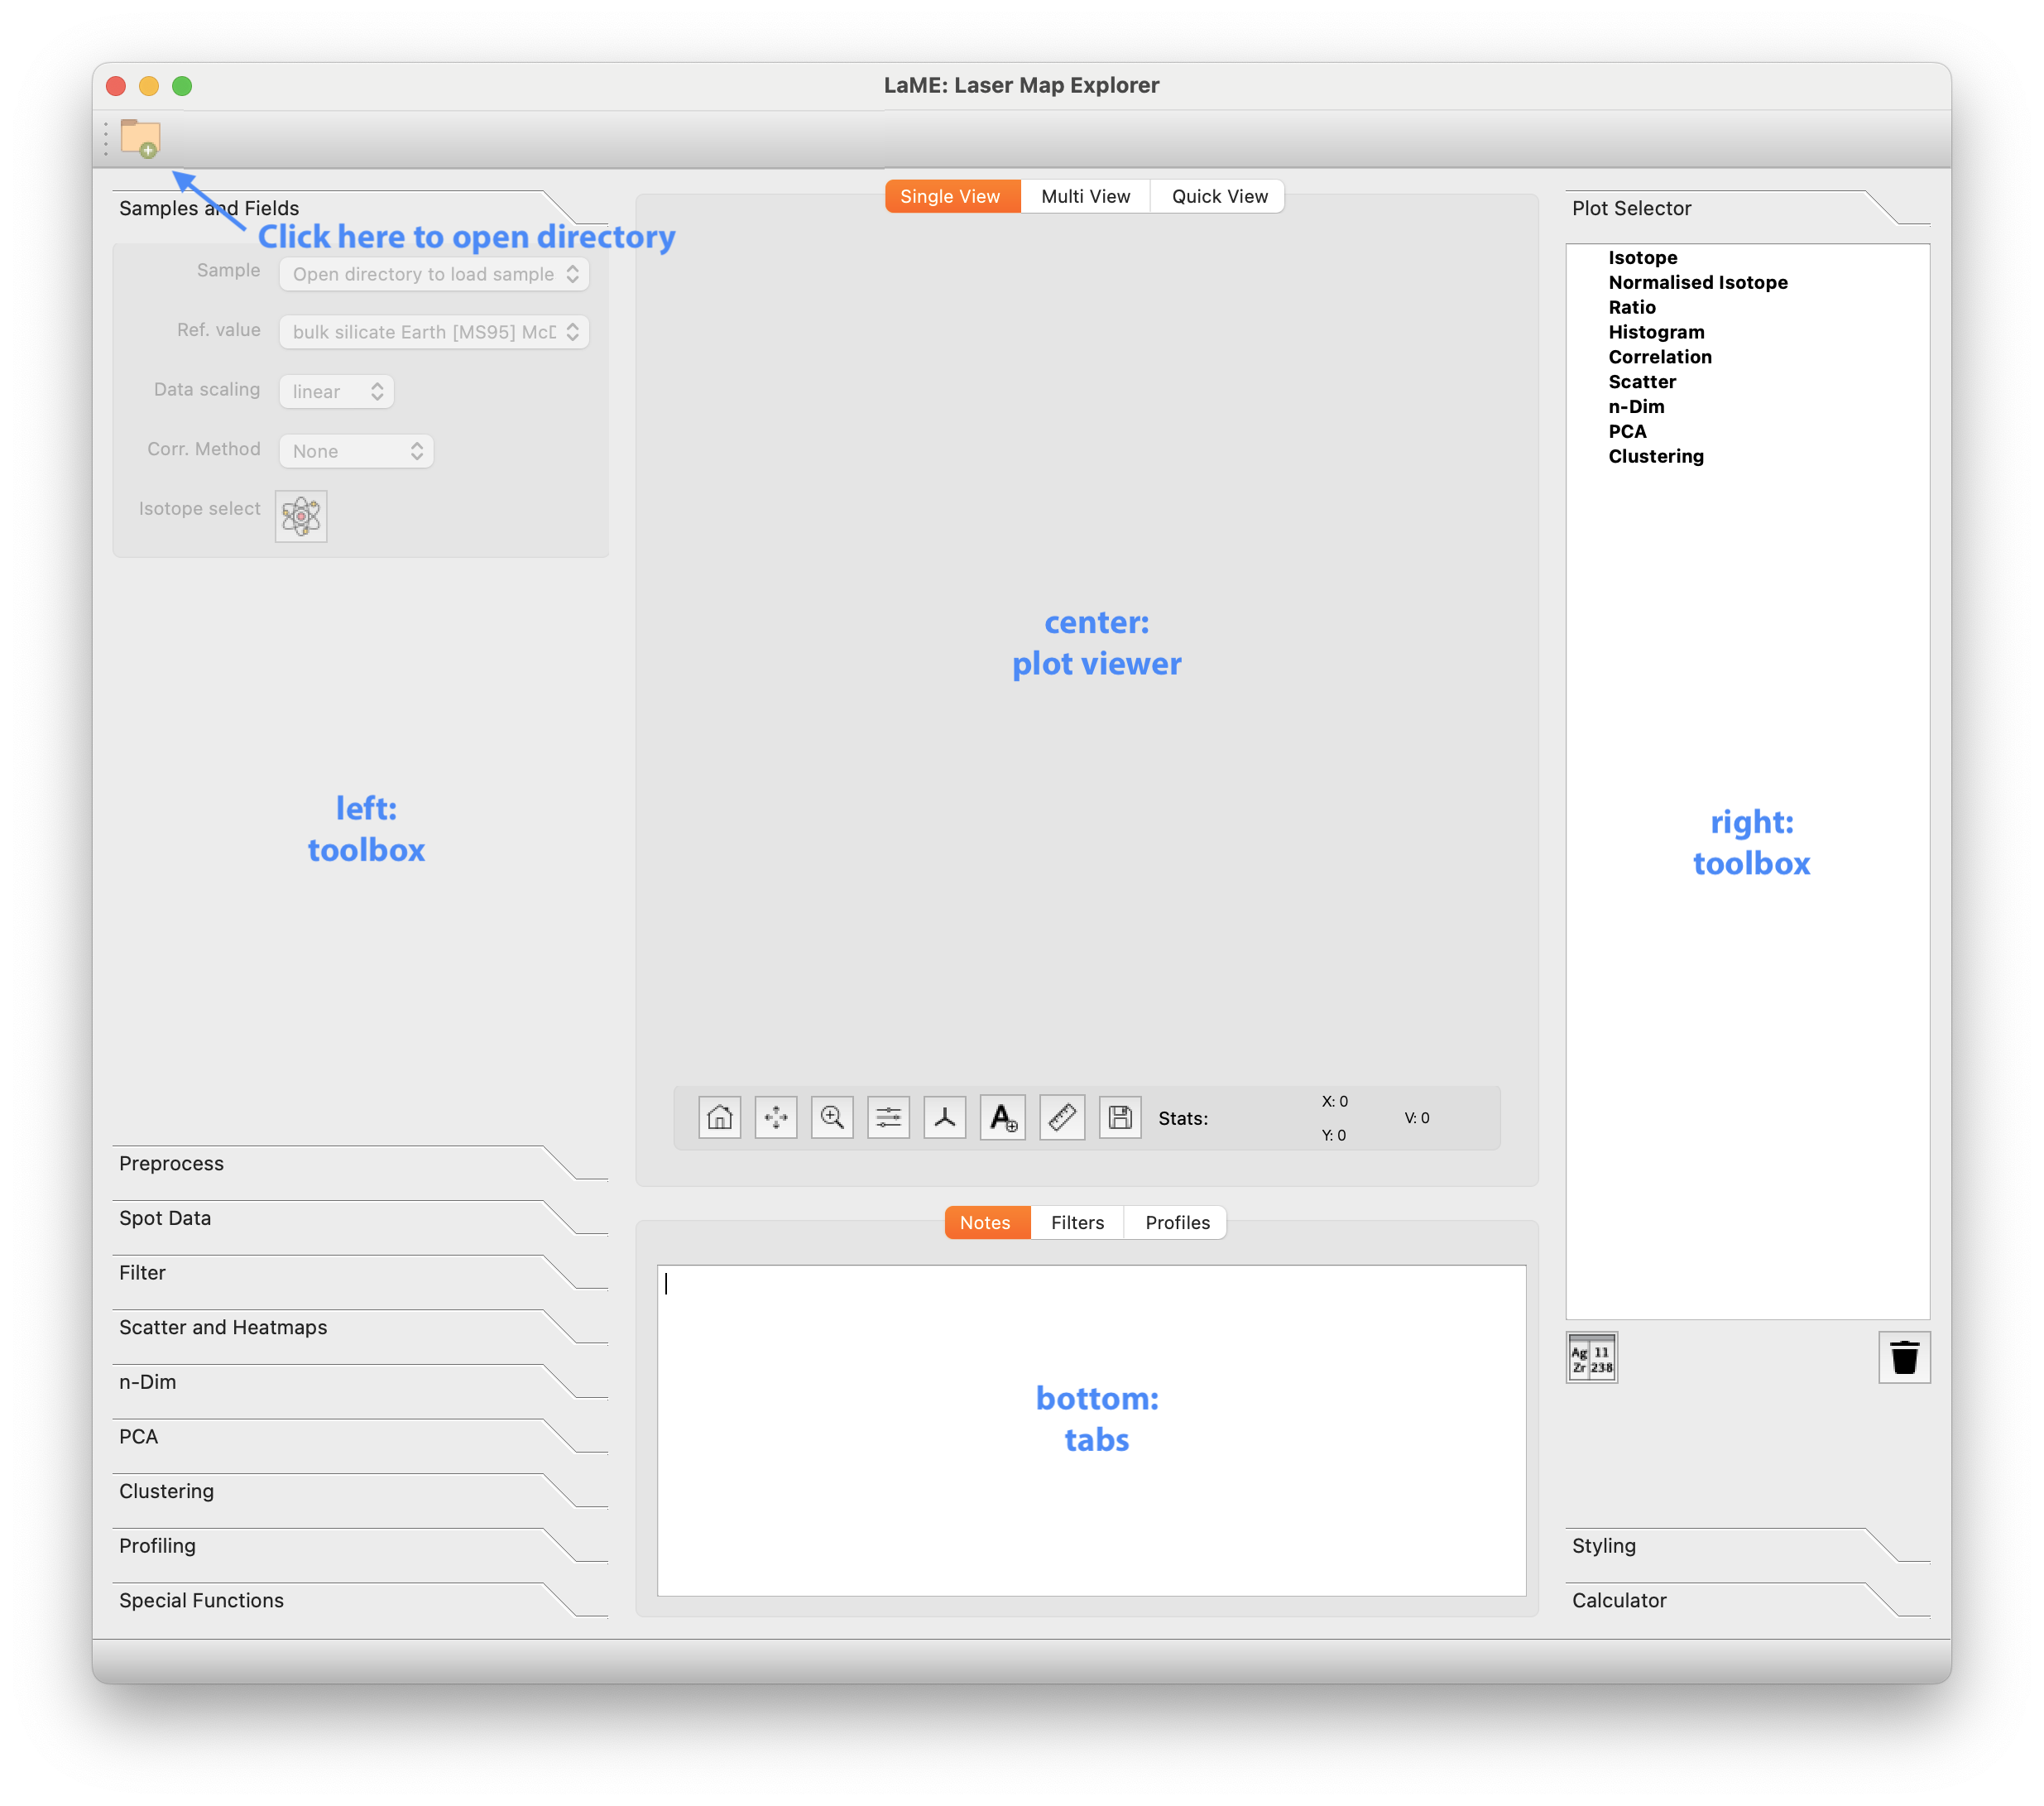 LaME: Laser Map Explorer
Samples and Fields
Click here to open directory
Sample
Open directory to load sample
Ref. value
bulk silicate Earth [MS95] McD
Data scaling
linear
Corr. Method
None
Isotope select
left:
toolbox
Preprocess
Spot Data
Filter
Scatter and Heatmaps
n-Dim
PCA
Clustering
Profiling
Special Functions
Single View
Multi View
Quick View
center:
plot viewer
A
Stats:
X: 0
Y: 0
V: 0
Notes
Filters
Profiles
bottom:
tabs
Plot Selector
Isotope
Normalised Isotope
Ratio
Histogram
Correlation
Scatter
n-Dim
PCA
Clustering
right:
toolbox
Ag 11
Zr 238
Styling
Calculator